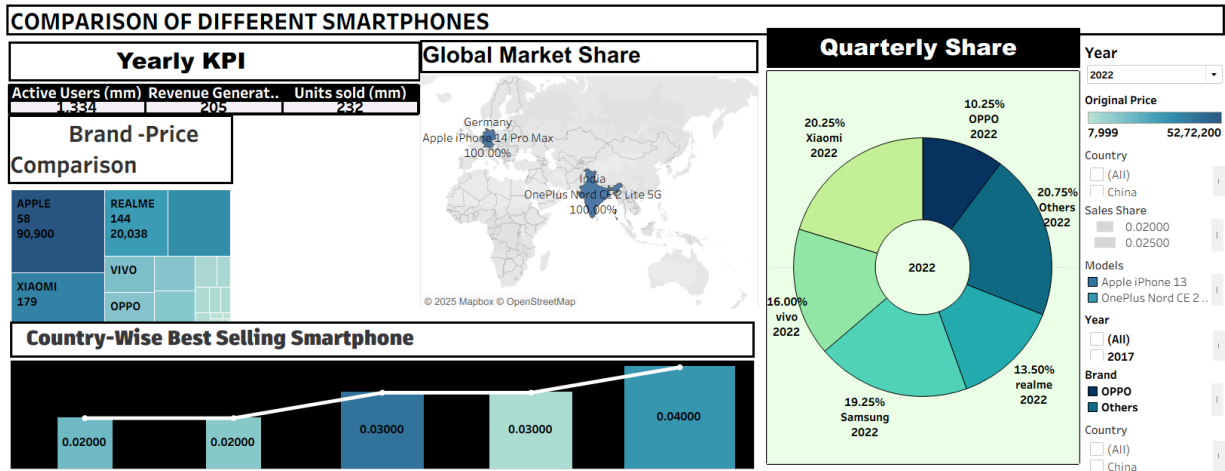 COMPARISON OF DIFFERENT SMARTPHONES
Yearly KPI
Active Users (mm) Revenue Generat.. Units sold (mm)
1,334 205 232
Brand -Price
Comparison
APPLE
58
90,900
REALME
144
20,038
VIVO
XIAOMI
179
OPPO
Global Market Share
Germany
Apple iPhone 14 Pro Max
100.00%
India
OnePlus Nord CE 2 Lite 5G
100.00%
© 2025 Mapbox © OpenStreetMap
Country-Wise Best Selling Smartphone
0.02000
0.02000
0.03000
0.03000
0.04000
Quarterly Share
10.25%
OPPO
2022
20.75%
Others
2022
13.50%
realme
2022
19.25%
Samsung
2022
16.00%
vivo
2022
20.25%
Xiaomi
2022
2022
Year
2022
Original Price
7,999 52,72,200
Country
(All)
China
Sales Share
0.02000
0.02500
Models
Apple iPhone 13
OnePlus Nord CE 2 ..
Year
(All)
2017
Brand
OPPO
Others
Country
(All)
China